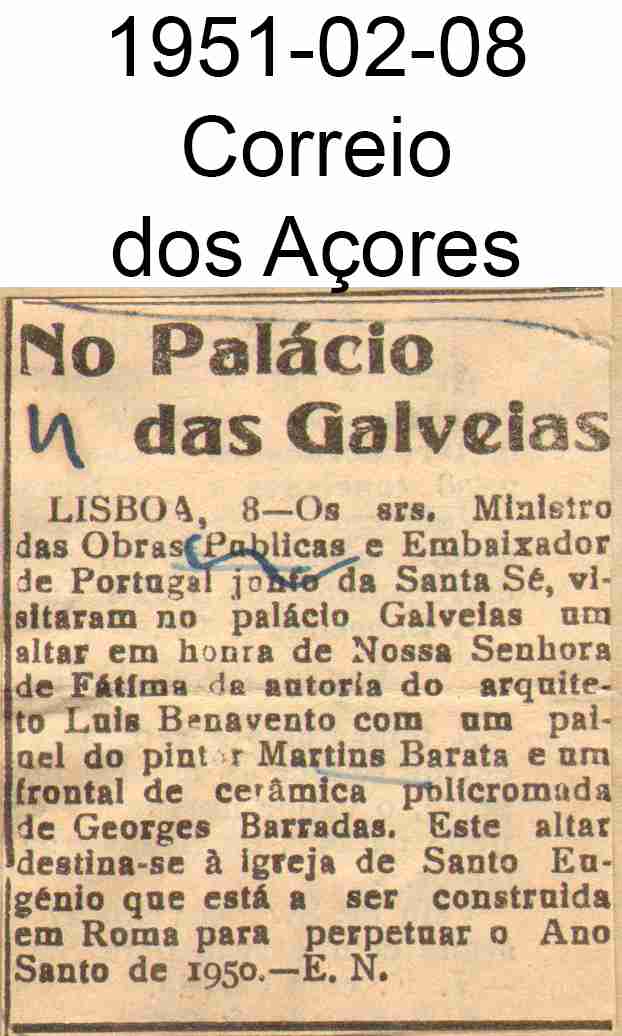 1951-02-08
Correio
dos Açores
No Palácio
das Galveias
LISBOA, 8—Os srs. Ministro
das Obras Publicas e Embaixador
de Portugal junto da Santa Sé, vi-
sitaram no palácio Galveias um
altar em honra de Nossa Senhora
de Fátima da autoria do arquite-
to Luis Benavento com um pai-
nel do pintor Martins Barata e um
frontal de cerâmica policromada
de Georges Barradas. Este altar
destina-se à igreja de Santo Eu-
génio que está a ser construida
em Roma para perpetuar o Ano
Santo de 1950.—E. N.